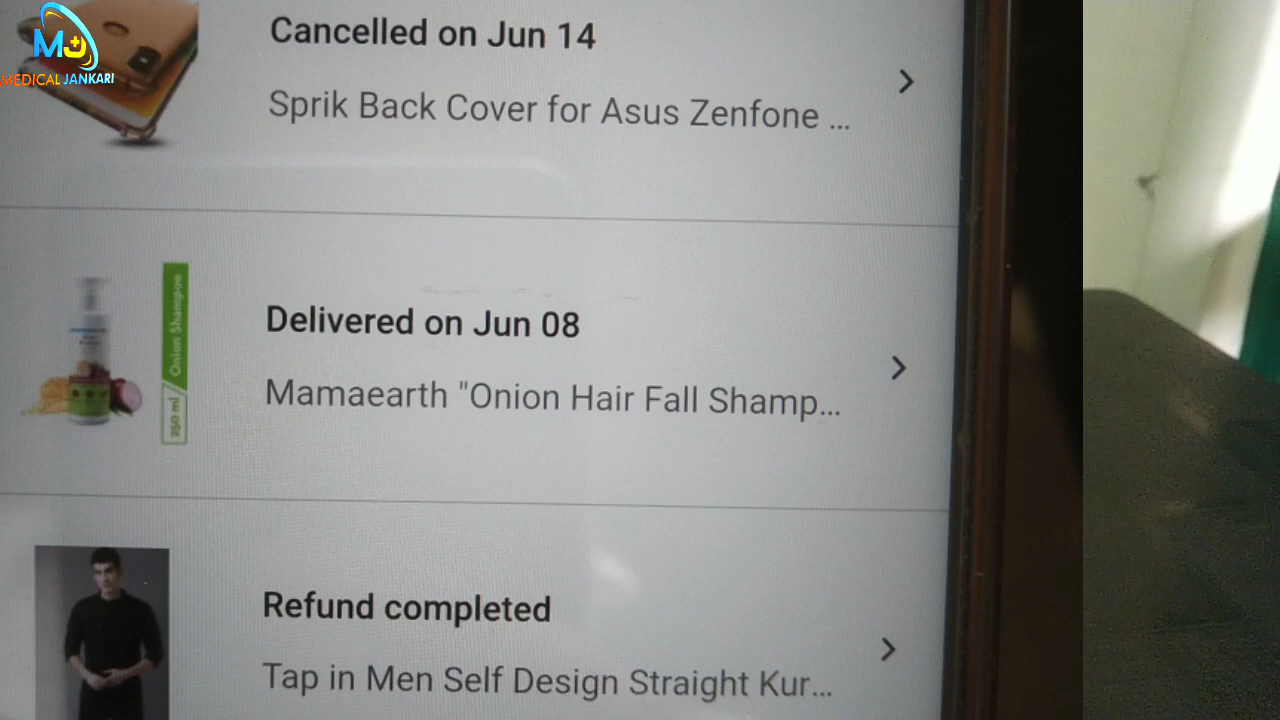 MEDICAL JANKARI
Cancelled on Jun 14
Sprik Back Cover for Asus Zenfone ...
Onion Shampoo
150 ml
Delivered on Jun 08
Mamaearth "Onion Hair Fall Shamp...
Refund completed
Tap in Men Self Design Straight Kur...